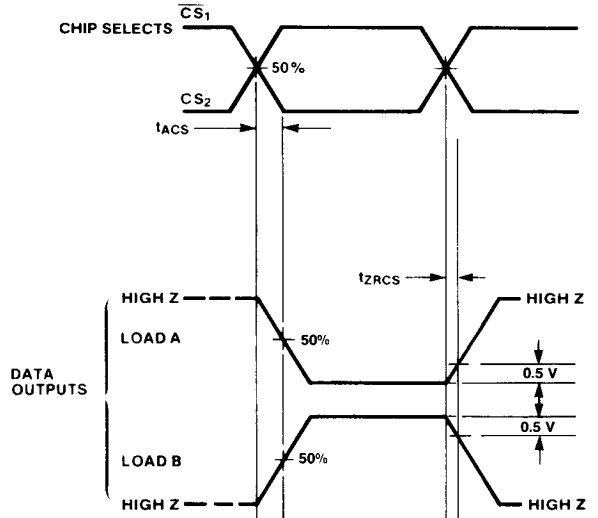 CS1
CHIP SELECTS
50%
CS2
tACS
tZRCS
HIGH Z
HIGH Z
LOAD A
50%
0.5 V
DATA
OUTPUTS
0.5 V
LOAD B
50%
HIGH Z
HIGH Z